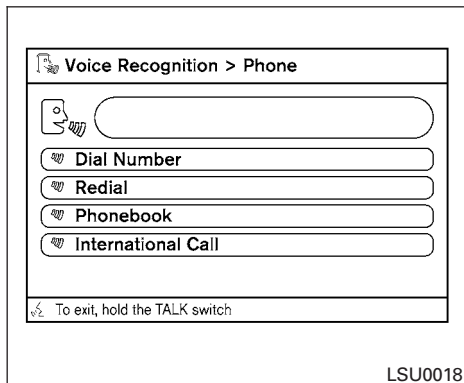 Voice Recognition > Phone
Dial Number
Redial
Phonebook
International Call
To exit, hold the TALK switch
LSU0018